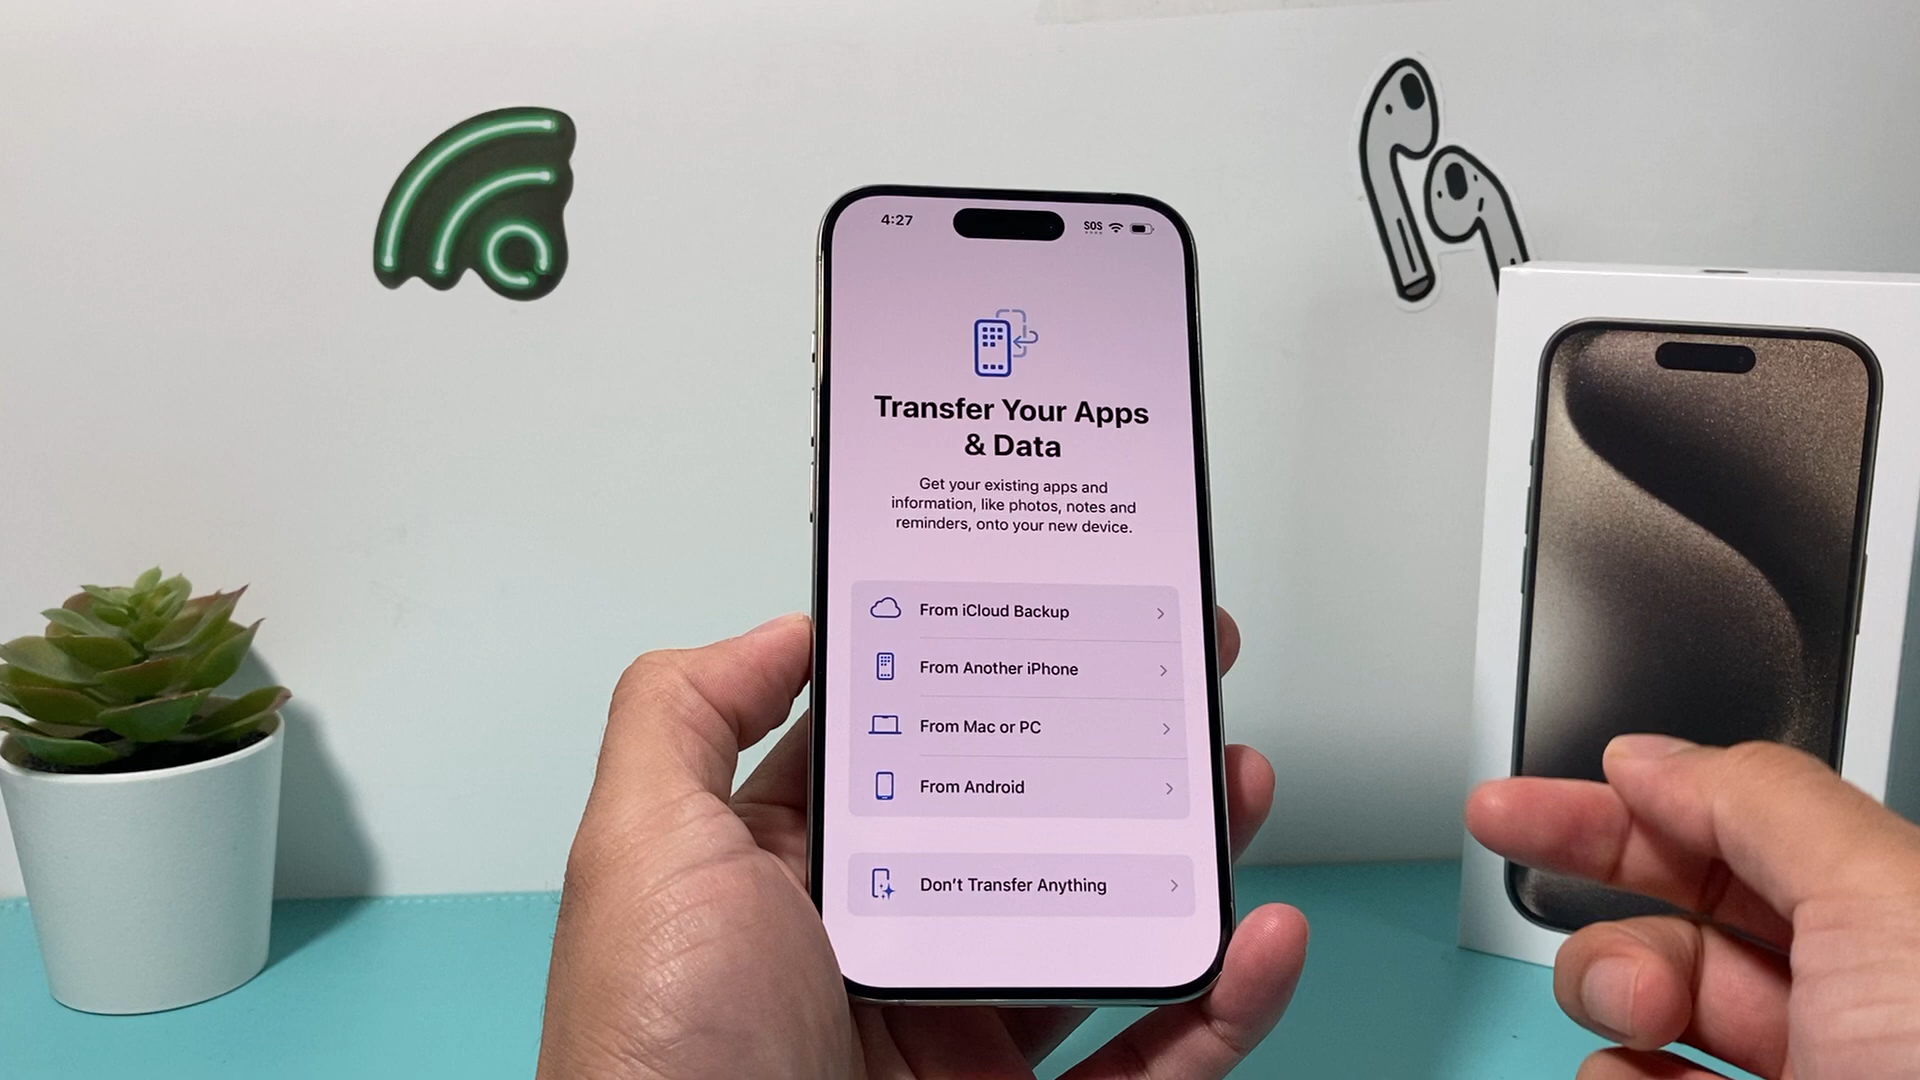 4:27
SOS
Transfer Your Apps
& Data
Get your existing apps and
information, like photos, notes and
reminders, onto your new device.
From iCloud Backup
From Another iPhone
From Mac or PC
From Android
Don't Transfer Anything